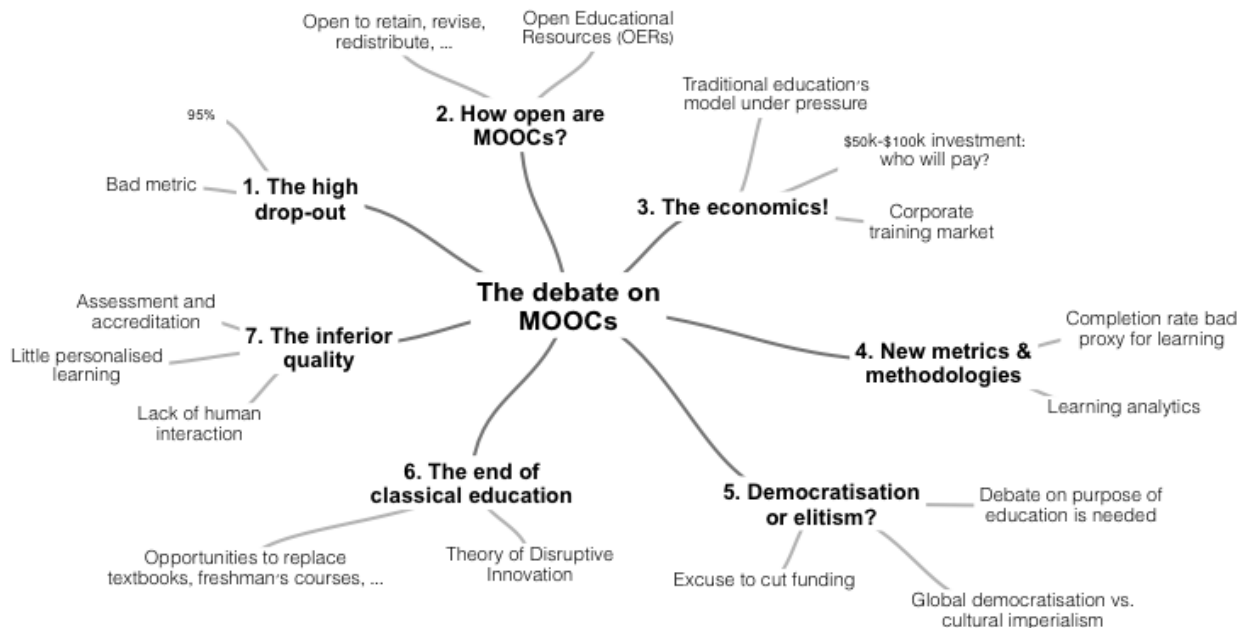 The debate on
MOOCs
1. The high
drop-out
95%
Bad metric
2. How open are
MOOCs?
Open to retain, revise,
redistribute, ...
Open Educational
Resources (OERs)
3. The economics!
Traditional education's
model under pressure
$50k-$100k investment:
who will pay?
Corporate
training market
4. New metrics &
methodologies
Completion rate bad
proxy for learning
Learning analytics
5. Democratisation
or elitism?
Debate on purpose of
education is needed
Global democratisation vs.
cultural imperialism
Excuse to cut funding
6. The end of
classical education
Theory of Disruptive
Innovation
Opportunities to replace
textbooks, freshman's courses, ...
7. The inferior
quality
Assessment and
accreditation
Little personalised
learning
Lack of human
interaction